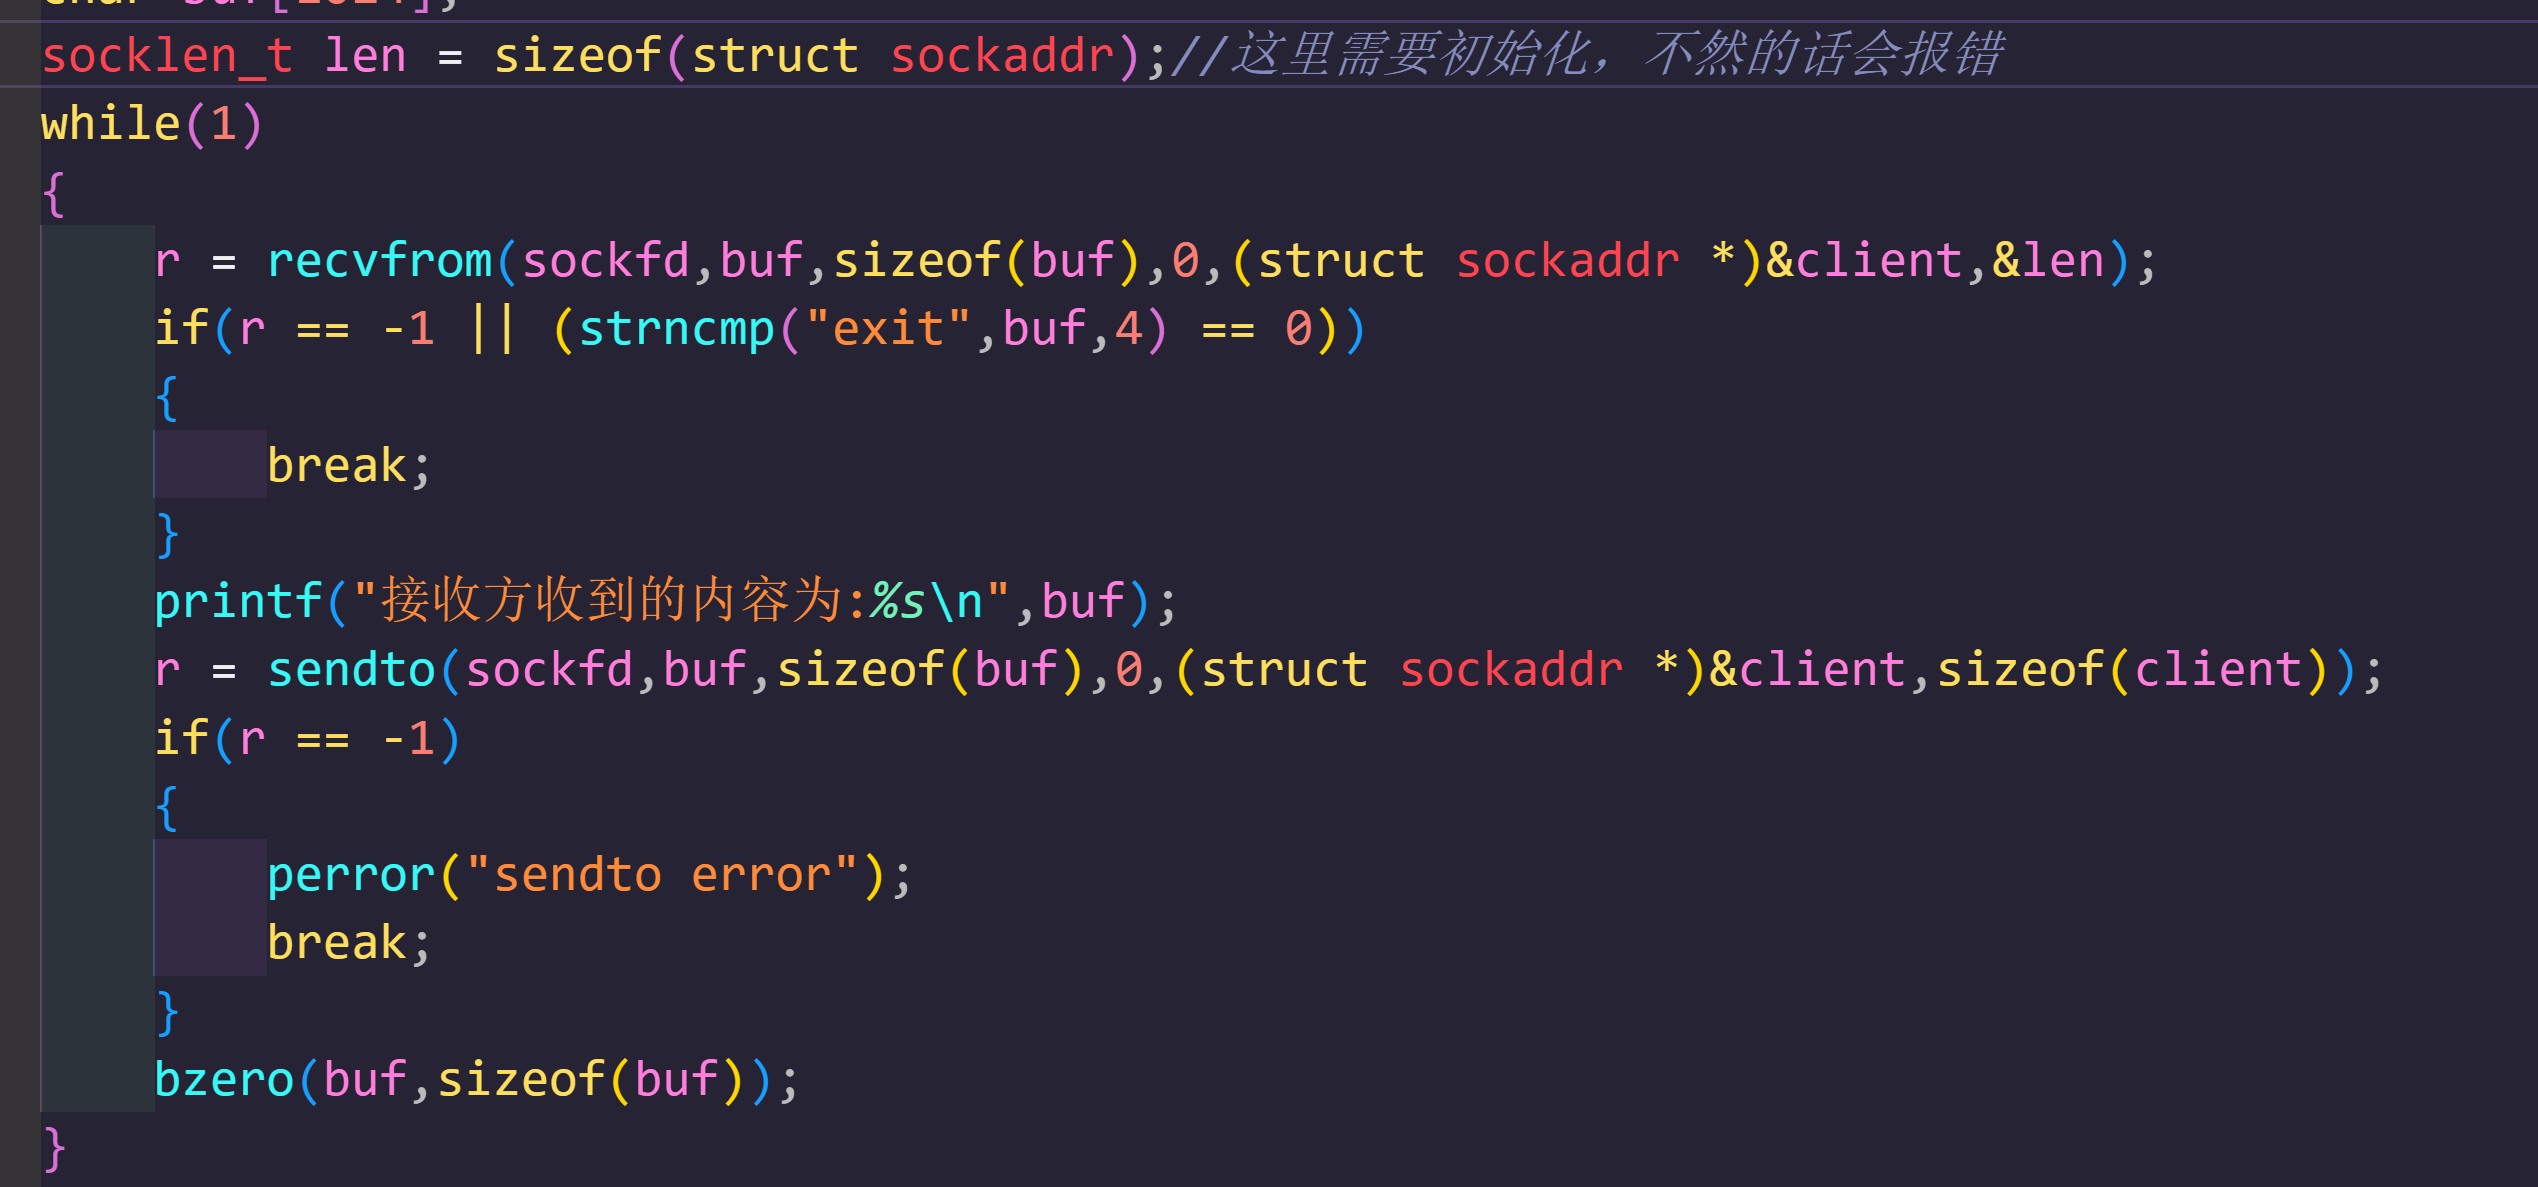 char buf[1024];
socklen_t len = sizeof(struct sockaddr);//这里需要初始化，不然的话会报错
while(1)
{
    r = recvfrom(sockfd,buf,sizeof(buf),0,(struct sockaddr *)&client,&len);
    if(r == -1 || (strncmp("exit",buf,4) == 0))
    {
        break;
    }
    printf("接收方收到的内容为:%s\n",buf);
    r = sendto(sockfd,buf,sizeof(buf),0,(struct sockaddr *)&client,sizeof(client));
    if(r == -1)
    {
        perror("sendto error");
        break;
    }
    bzero(buf,sizeof(buf));
}